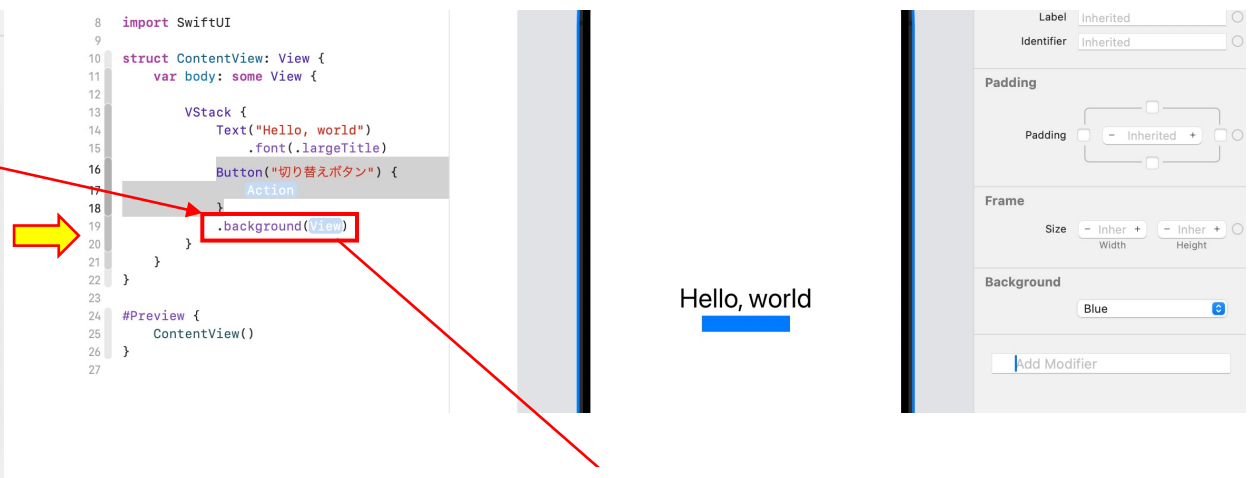 8 import SwiftUI
9
10 struct ContentView: View {
11 var body: some View {
12
13 VStack {
14 Text("Hello, world")
15 .font(.largeTitle)
16 Button("切り替えボタン") {
17 Action
18 }
19 .background(View)
20 }
21 }
22 }
23
24 #Preview {
25 ContentView()
26 }
27
Hello, world
Label Inherited
Identifier Inherited
Padding
Padding - Inherited +
Frame
Size - Inher + - Inher +
Width Height
Background
Blue
Add Modifier